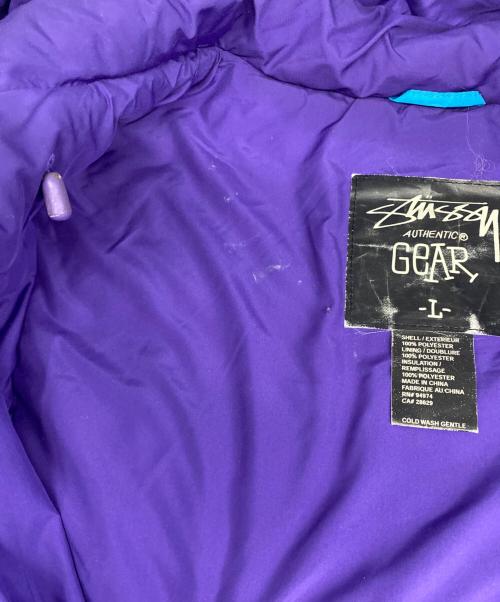 STÜSSY
AUTHENTIC®
GEAR
-L-
SHELL / EXTERIEUR
100% POLYESTER
LINING / DOUBLURE
100% POLYESTER
INSULATION /
REMPLISSAGE
100% POLYESTER
MADE IN CHINA
FABRIQUE AU CHINA
RN# 94974
CA# 28629
COLD WASH GENTLE